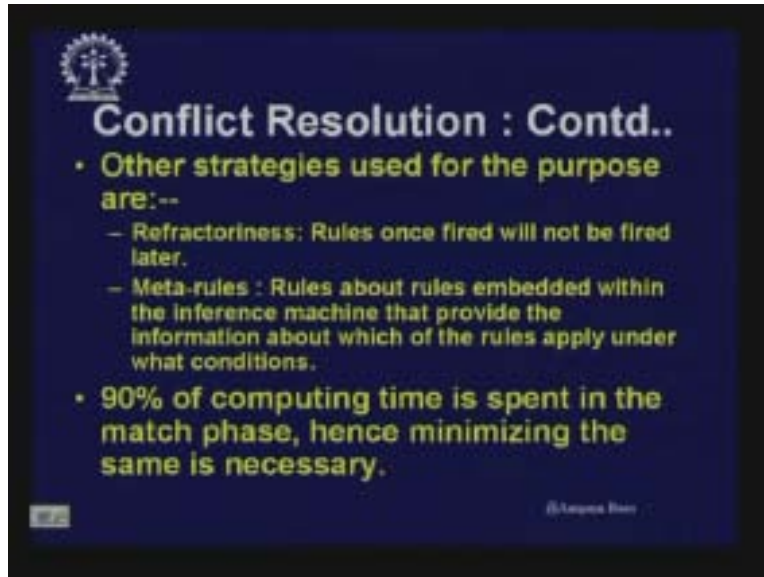 Conflict Resolution : Contd..
• Other strategies used for the purpose
are:--
– Refractoriness: Rules once fired will not be fired
later.
– Meta-rules : Rules about rules embedded within
the inference machine that provide the
information about which of the rules apply under
what conditions.
• 90% of computing time is spent in the
match phase, hence minimizing the
same is necessary.